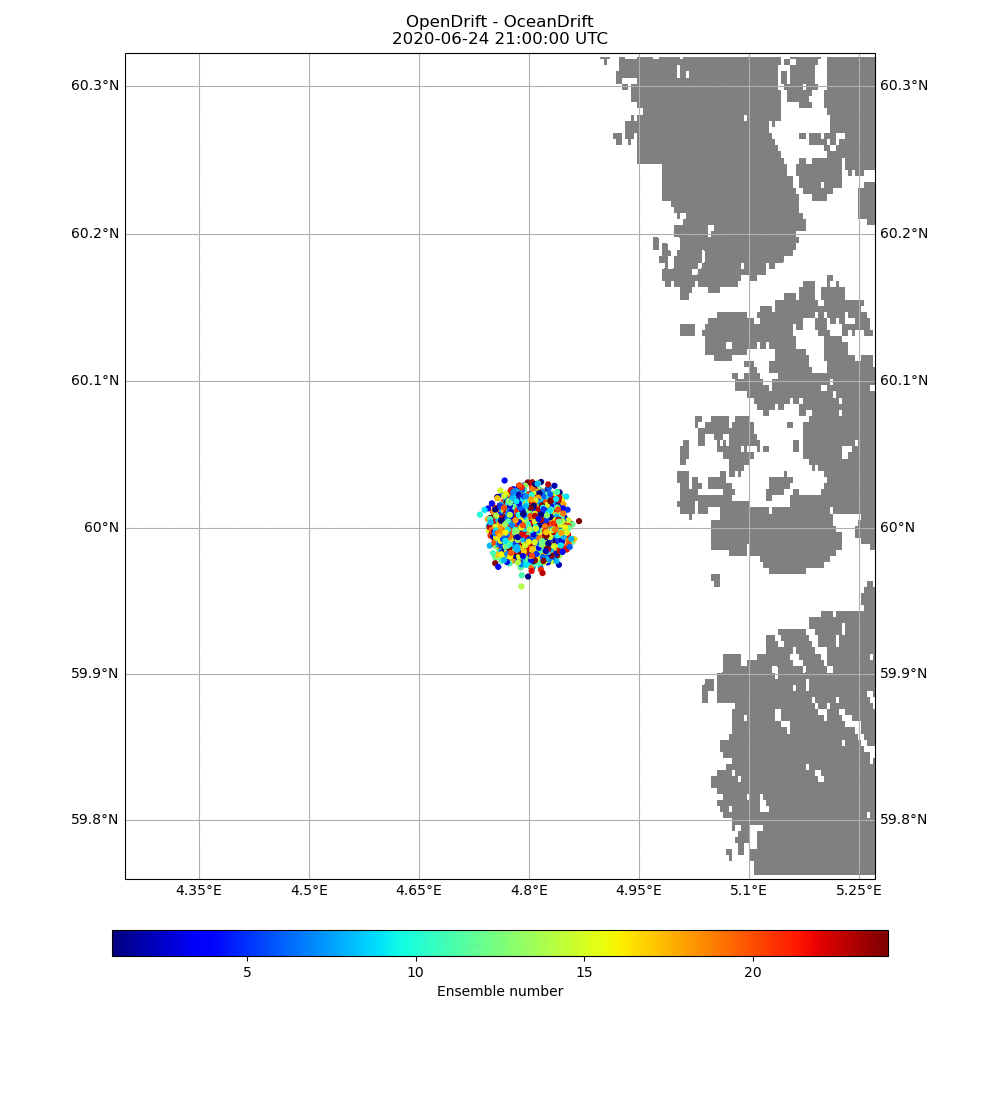 OpenDrift - OceanDrift
2020-06-24 21:00:00 UTC
60.3°N 60.3°N
60.2°N 60.2°N
60.1°N 60.1°N
60°N 60°N
59.9°N 59.9°N
59.8°N 59.8°N
4.35°E 4.5°E 4.65°E 4.8°E 4.95°E 5.1°E 5.25°E
5 10 15 20
Ensemble number